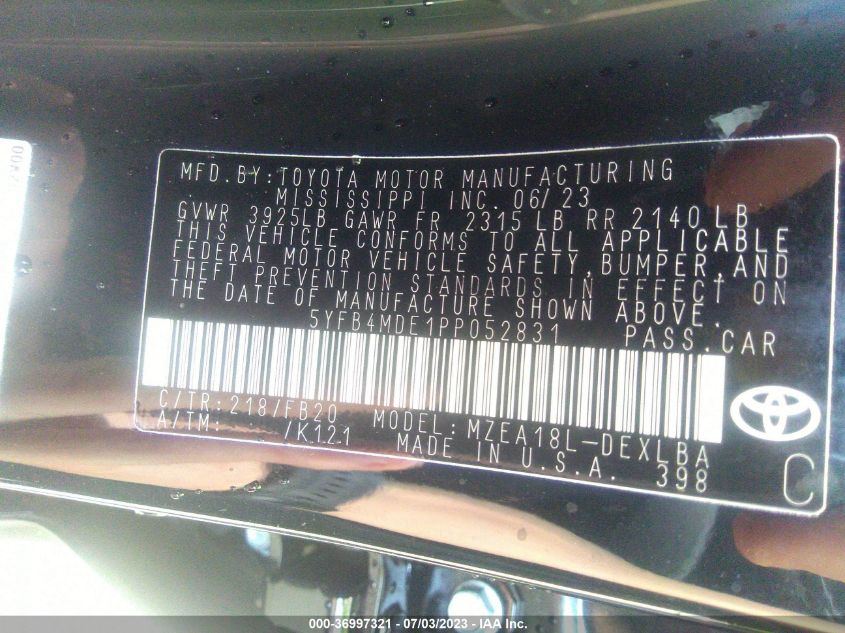 MFD.BY:TOYOTA MOTOR MANUFACTURING
MISSISSIPPI INC. 06/23
GVWR 3925LB GAWR FR 2315 LB RR 2140 LB
THIS VEHICLE CONFORMS TO ALL APPLICABLE
FEDERAL MOTOR VEHICLE SAFETY,BUMPER,AND
THEFT PREVENTION STANDARDS IN EFFECT ON
THE DATE OF MANUFACTURE SHOWN ABOVE.
5YFB4MDE1PP052831 PASS.CAR
C/TR:218/FB20 MODEL:MZEA18L-DEXLBA
A/TM: /K121 MADE IN U.S.A. 398
C
000-36997321 - 07/03/2023 - IAA Inc.